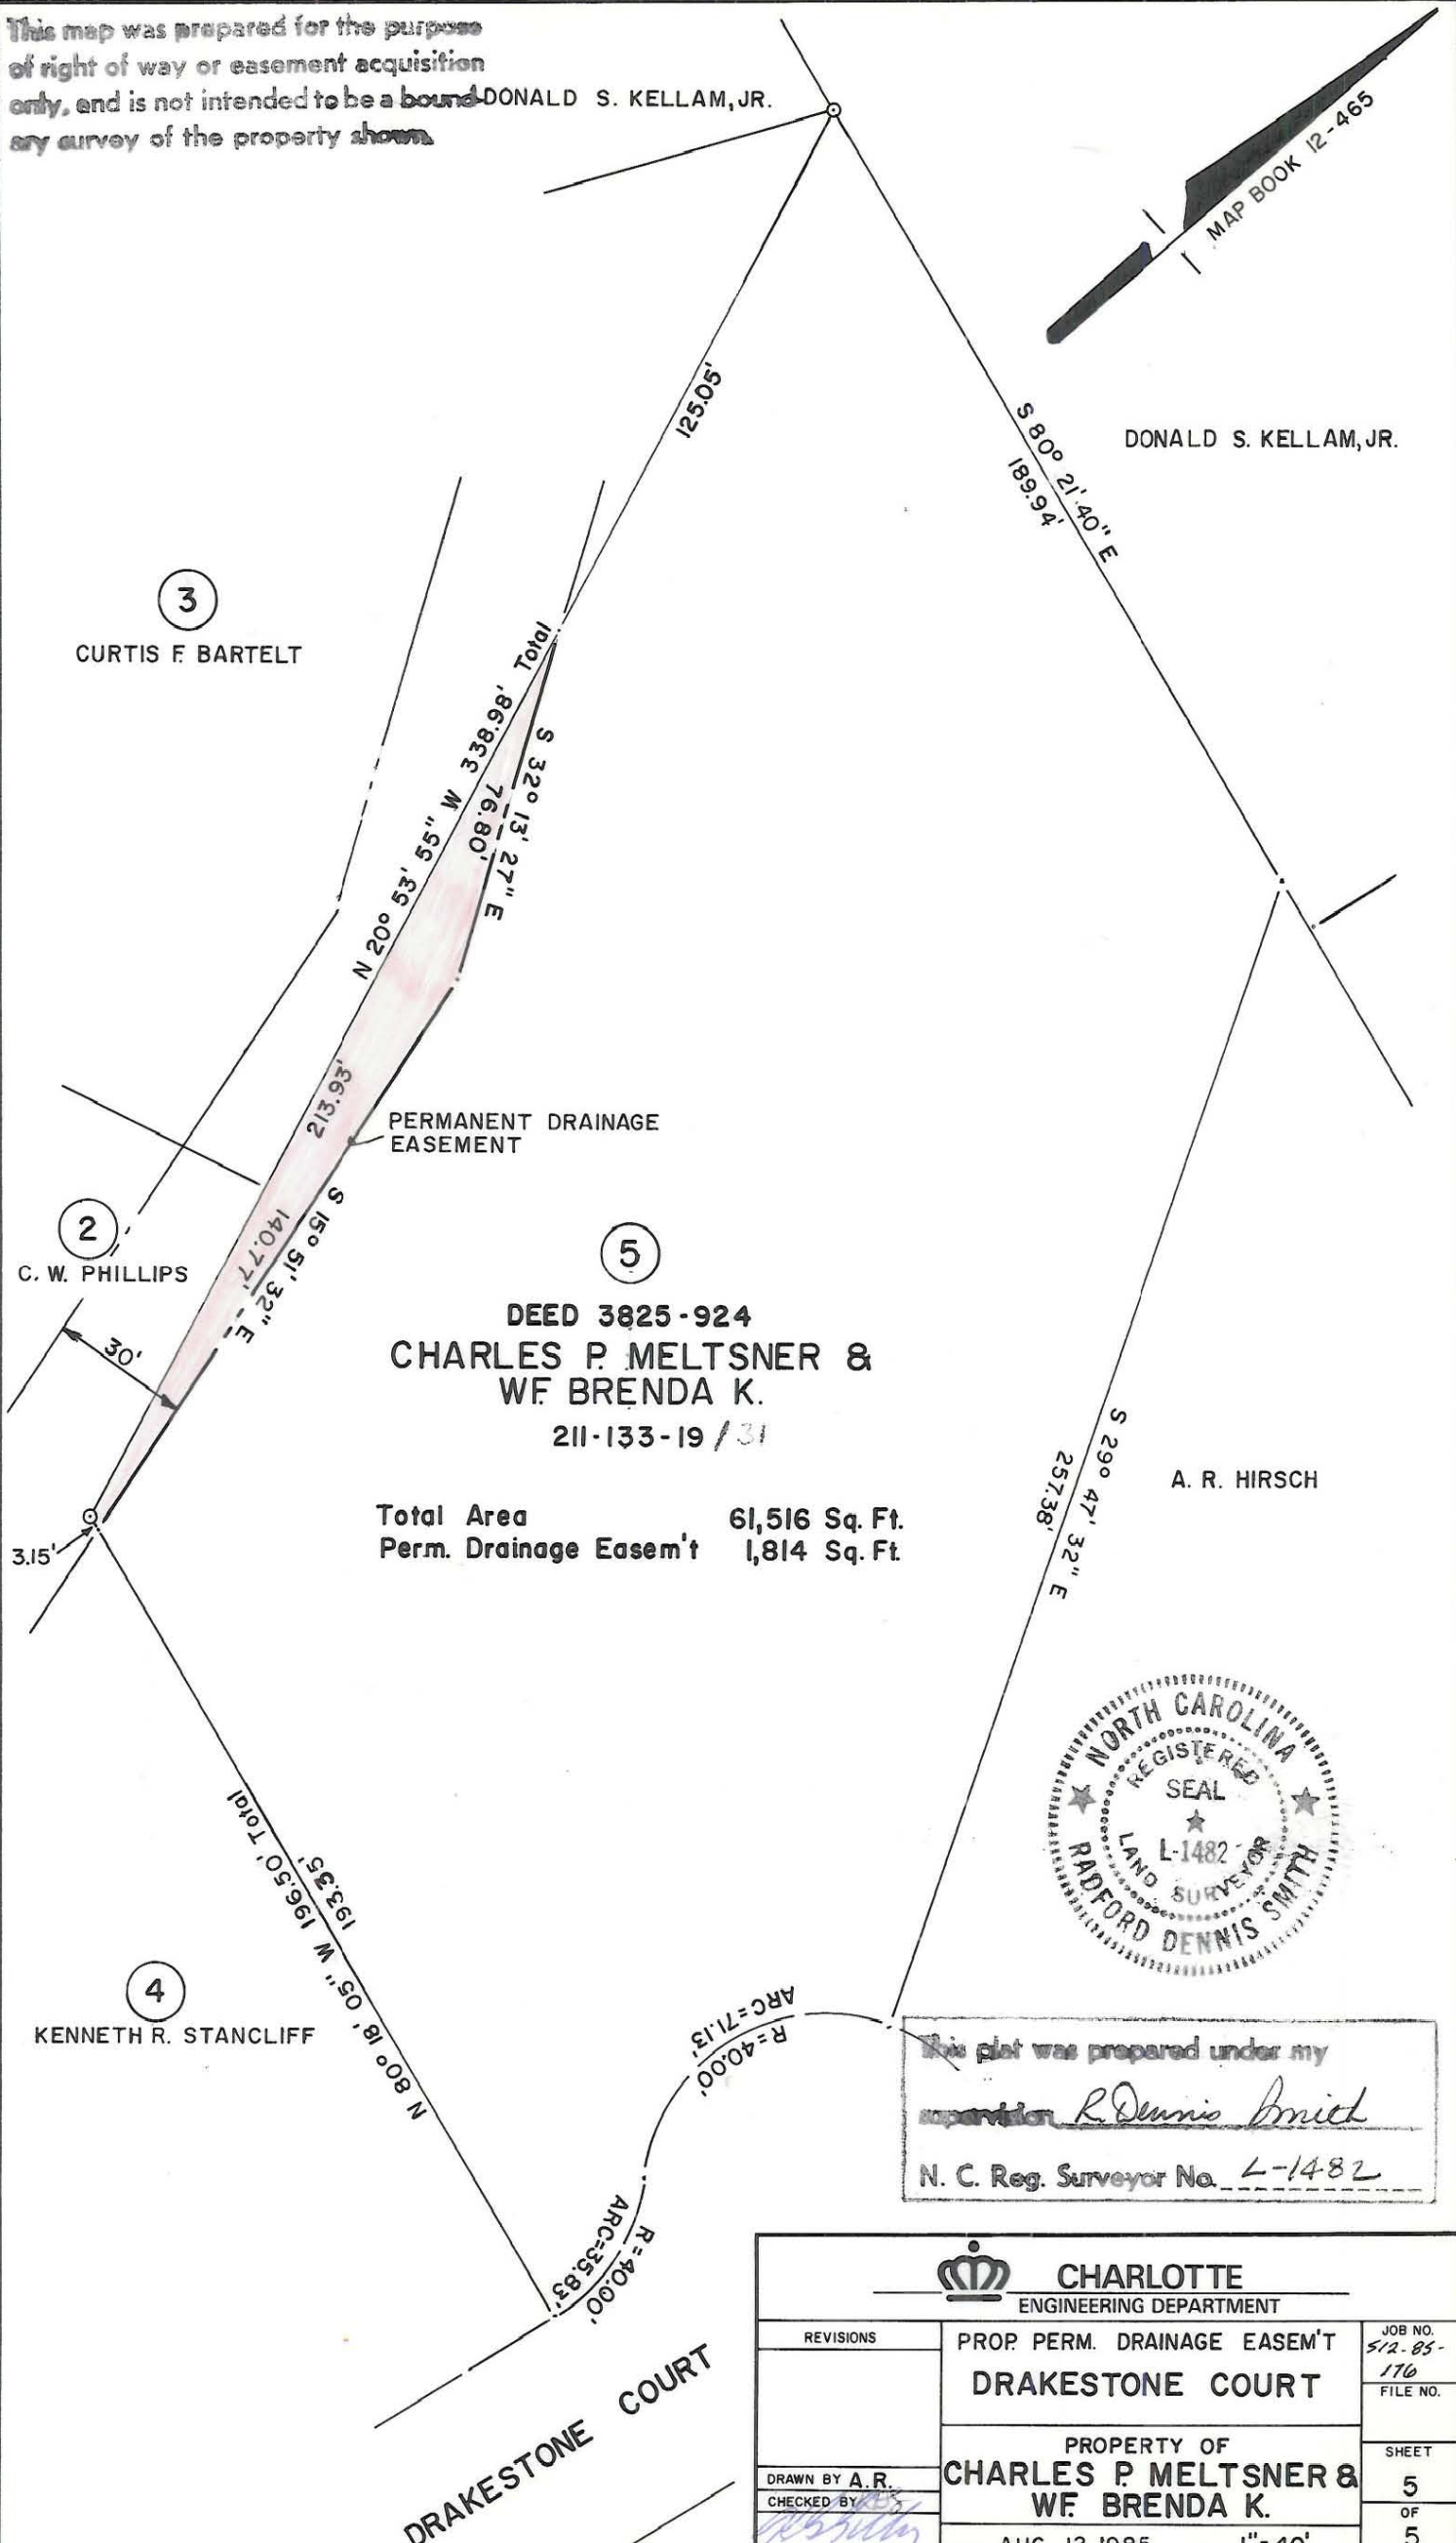 This map was prepared for the purpose
of right of way or easement acquisition
only, and is not intended to be a bound-
ary survey of the property shown.
DONALD S. KELLAM, JR.
MAP BOOK 12-465
125.05'
S 80° 21' 40" E
189.94'
DONALD S. KELLAM, JR.
3
CURTIS F. BARTELT
N 20° 53' 55" W 338.98' Total
S 32° 13' 27" E
76.80'
213.93'
PERMANENT DRAINAGE
EASEMENT
S 15° 51' 32" E
140.77'
2
C. W. PHILLIPS
30'
5
DEED 3825-924
CHARLES P. MELTSNER &
WF. BRENDA K.
211-133-19 / 31
S 29° 47' 32" E
257.38'
A. R. HIRSCH
Total Area 61,516 Sq. Ft.
Perm. Drainage Easem't 1,814 Sq. Ft.
3.15'
NORTH CAROLINA
REGISTERED
SEAL
L-1482
LAND SURVEYOR
RADFORD DENNIS SMITH
N 80° 18' 05" W 196.50' Total
193.35'
4
KENNETH R. STANCLIFF
ARC=71.13'
R=40.00'
This plat was prepared under my
supervision R. Dennis Smith
N. C. Reg. Surveyor No. L-1482
R=40.00'
ARC=35.83'
DRAKESTONE COURT
CHARLOTTE
ENGINEERING DEPARTMENT
REVISIONS
PROP. PERM. DRAINAGE EASEM'T
DRAKESTONE COURT
JOB NO.
512-85-
176
FILE NO.
PROPERTY OF
CHARLES P. MELTSNER &
WF. BRENDA K.
SHEET
5
OF
5
DRAWN BY A.R.
CHECKED BY
AUG. 13, 1985 1"=40'